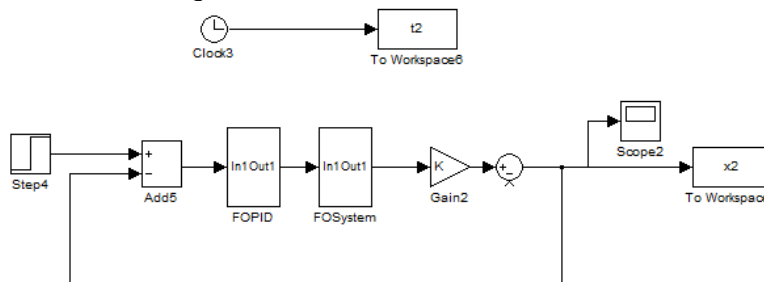 t2
Clock3
To Workspace6
+
−
In1Out1
In1Out1
K
+
−
Scope2
x2
Step4
Add5
FOPID
FOSystem
Gain2
To Workspace